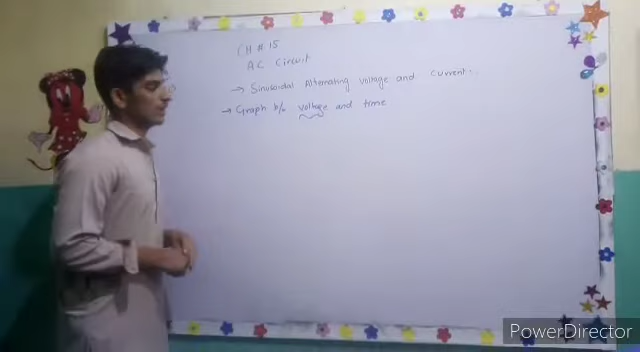 CH # 15
AC Circuit
→ Sinusoidal Alternating voltage and current..
→ Graph b/w voltage and time
PowerDirector